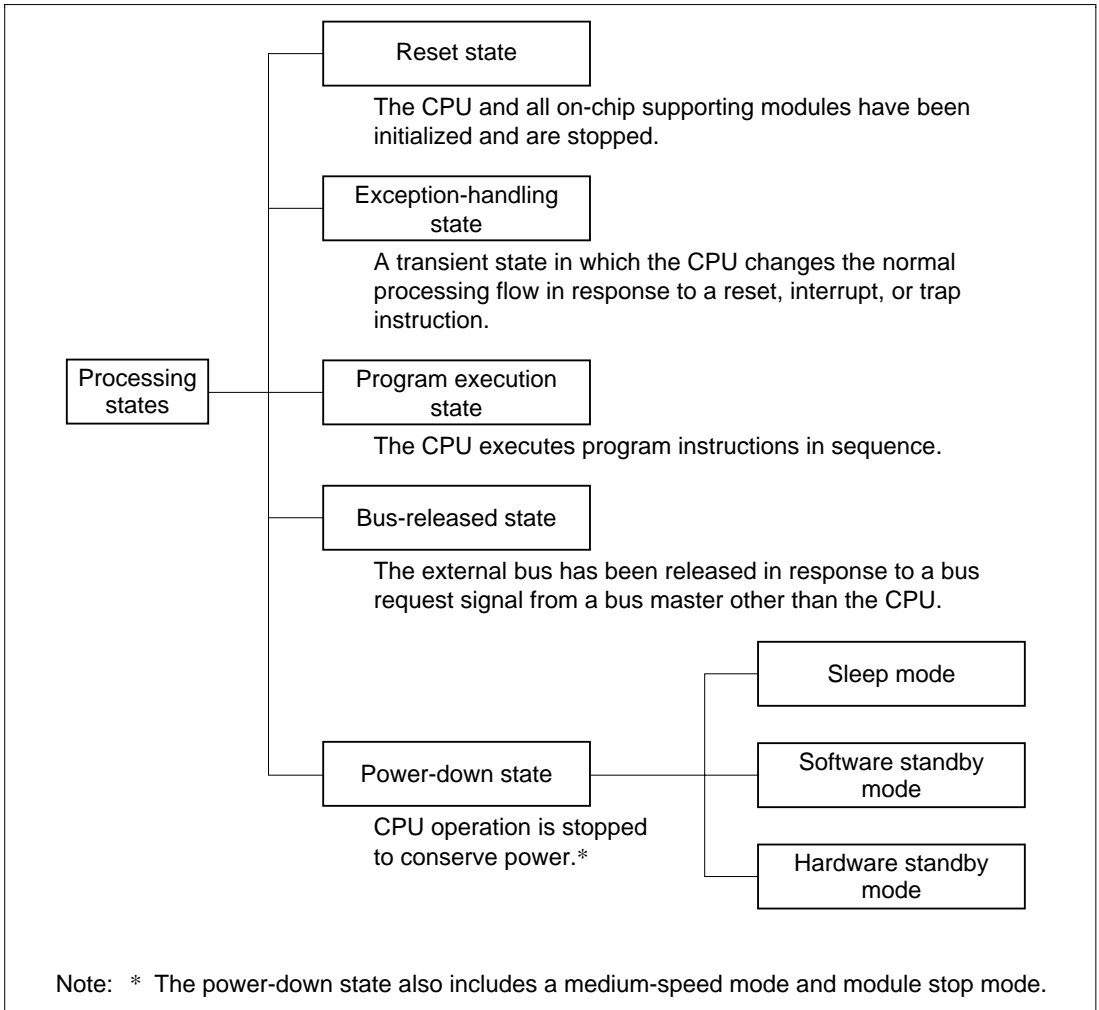 Reset state
The CPU and all on-chip supporting modules have been
initialized and are stopped.
Exception-handling
state
A transient state in which the CPU changes the normal
processing flow in response to a reset, interrupt, or trap
instruction.
Processing
states
Program execution
state
The CPU executes program instructions in sequence.
Bus-released state
The external bus has been released in response to a bus
request signal from a bus master other than the CPU.
Sleep mode
Power-down state
Software standby
mode
CPU operation is stopped
to conserve power.*
Hardware standby
mode
Note: * The power-down state also includes a medium-speed mode and module stop mode.